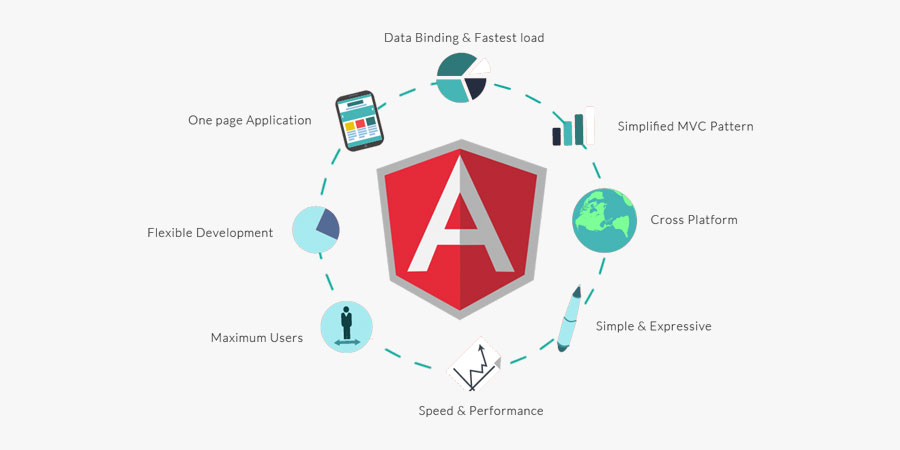 Data Binding & Fastest load
One page Application
Simplified MVC Pattern
Cross Platform
Flexible Development
Simple & Expressive
Maximum Users
Speed & Performance
A